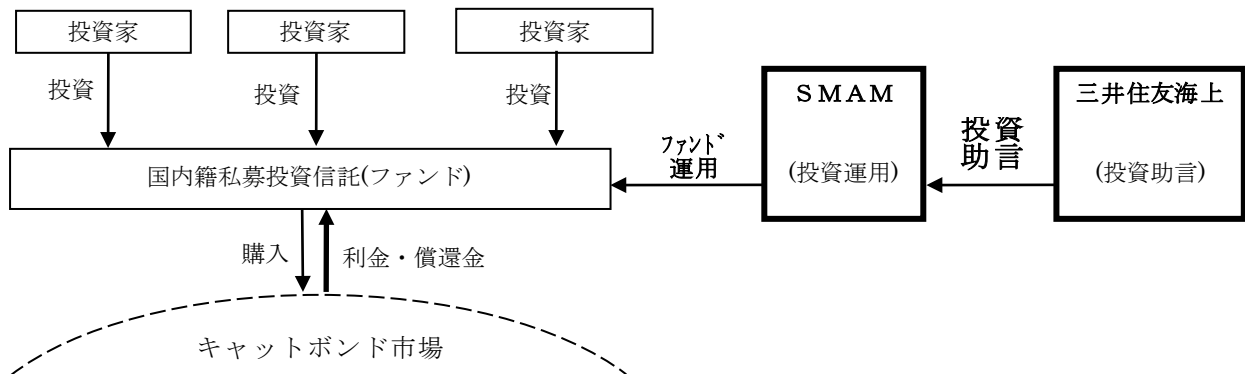 投資家
投資家
投資家
投資
投資
投資
ＳＭＡＭ
(投資運用)
三井住友海上
(投資助言)
投資
助言
ﾌｧﾝﾄﾞ
運用
国内籍私募投資信託(ファンド)
購入
利金・償還金
キャットボンド市場